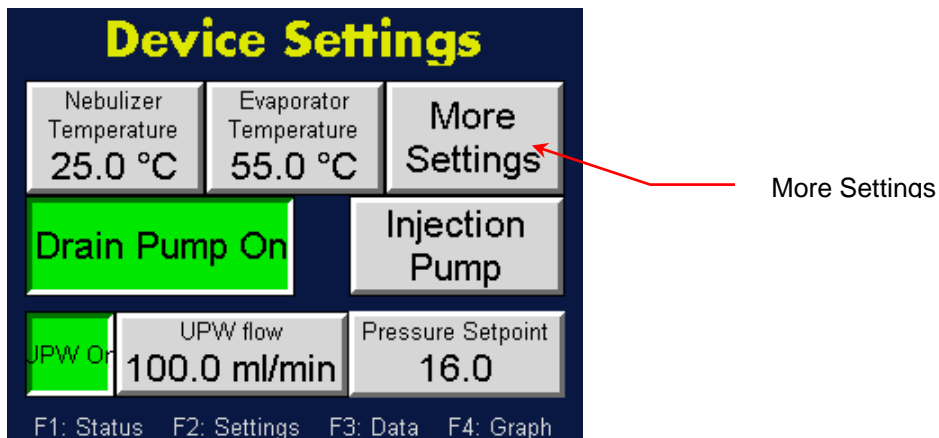 Device Settings
Nebulizer
Temperature
25.0 °C
Evaporator
Temperature
55.0 °C
More
Settings
More Settings
Drain Pump On
Injection
Pump
UPW On
UPW flow
100.0 ml/min
Pressure Setpoint
16.0
F1: Status F2: Settings F3: Data F4: Graph